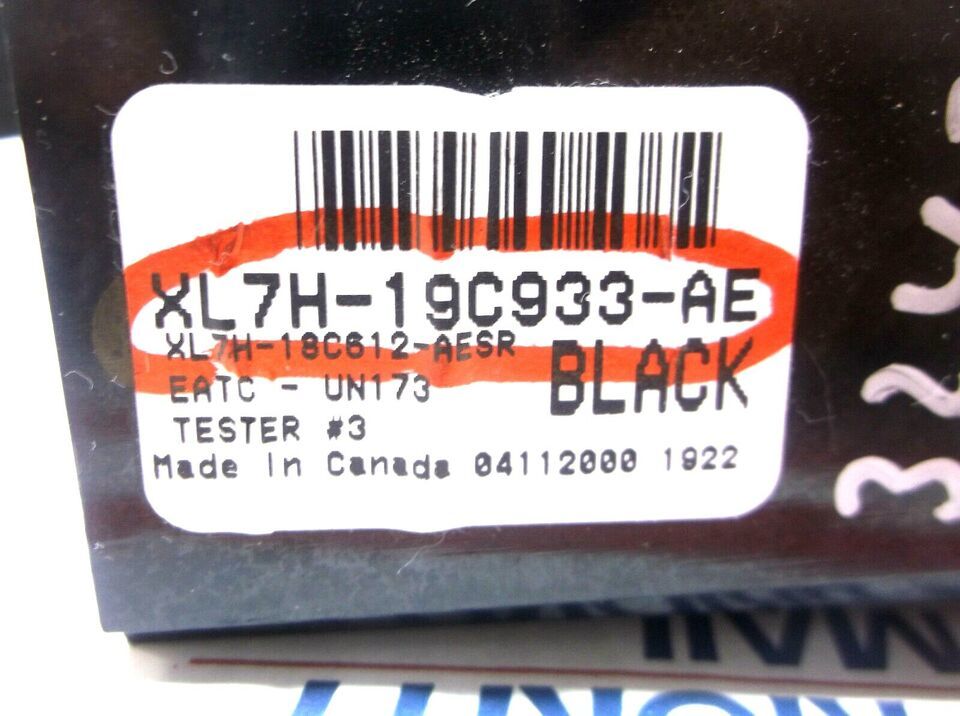 XL7H-19C933-AE
XL7H-18C612-AESR
BLACK
EATC - UN173
TESTER #3
Made In Canada 04112000 1922